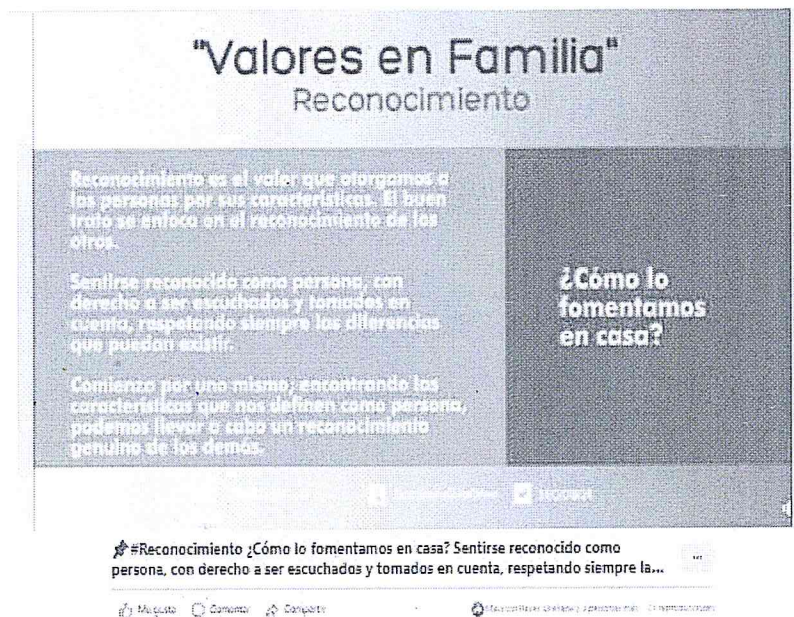 "Valores en Familia"
Reconocimiento
Reconocimiento es el valor que otorgamos a
las personas por sus características. El buen
trato se enfoca en el reconocimiento de los
otros.
Sentirse reconocido como persona, con
derecho a ser escuchados y tomados en
cuenta, respetando siempre las diferencias
que puedan existir.
Comienza por uno mismo, encontrando las
características que nos definen como persona,
podemos llevar a cabo un reconocimiento
genuino de los demás.
¿Cómo lo
fomentamos
en casa?
#Reconocimiento ¿Cómo lo fomentamos en casa? Sentirse reconocido como
persona, con derecho a ser escuchados y tomados en cuenta, respetando siempre la...
Me gusta Comentar Compartir